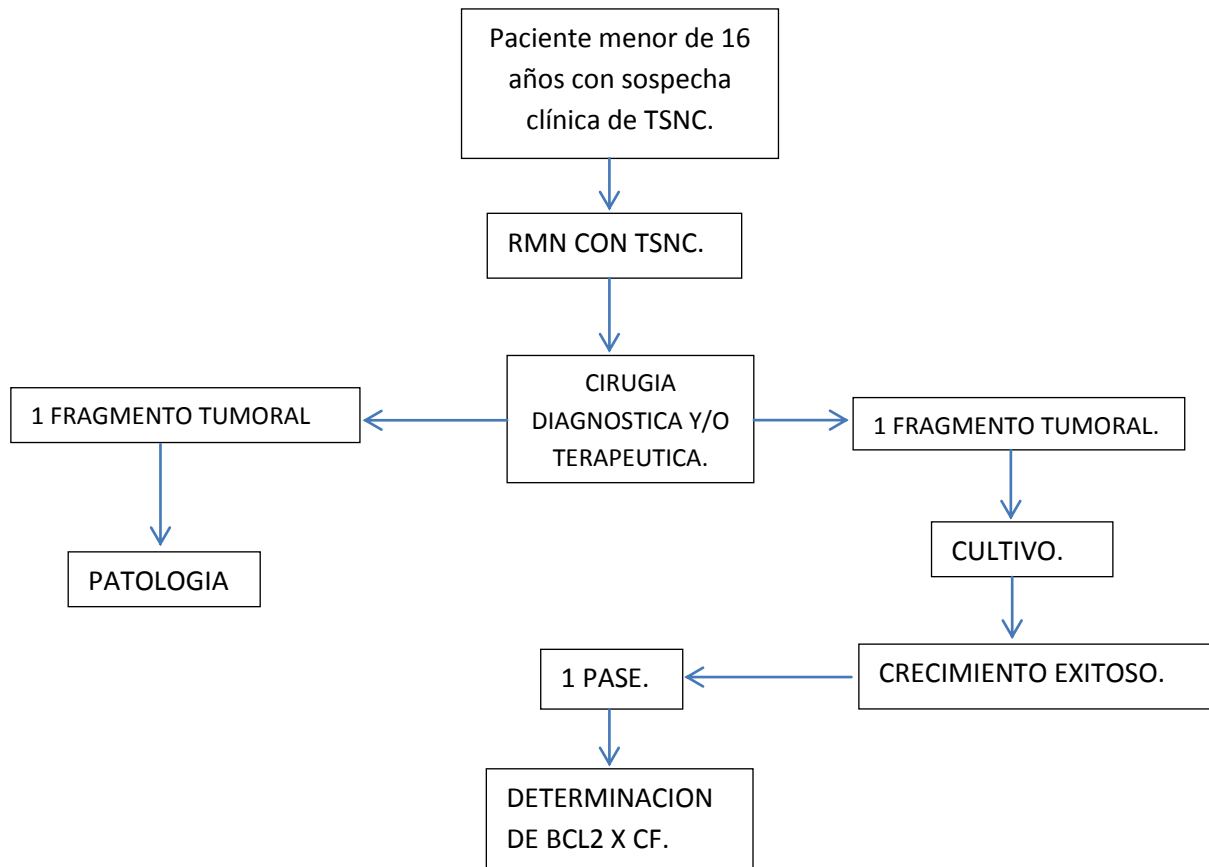 Paciente menor de 16
años con sospecha
clínica de TSNC.
RMN CON TSNC.
CIRUGIA
DIAGNOSTICA Y/O
TERAPEUTICA.
1 FRAGMENTO TUMORAL
1 FRAGMENTO TUMORAL.
PATOLOGIA
CULTIVO.
CRECIMIENTO EXITOSO.
1 PASE.
DETERMINACION
DE BCL2 X CF.